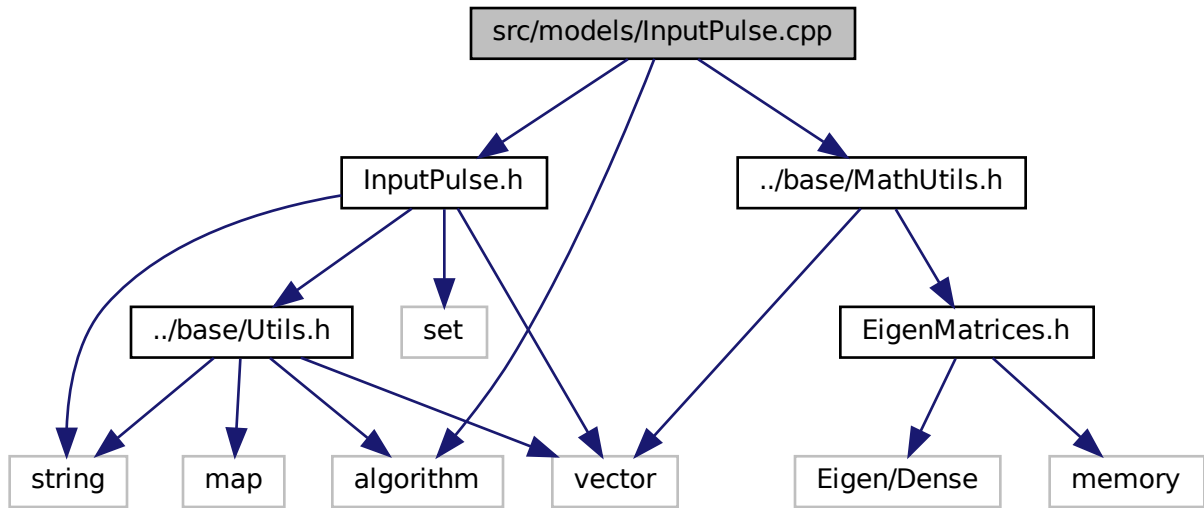 src/models/InputPulse.cpp
InputPulse.h
../base/MathUtils.h
../base/Utils.h
set
EigenMatrices.h
string
map
algorithm
vector
Eigen/Dense
memory